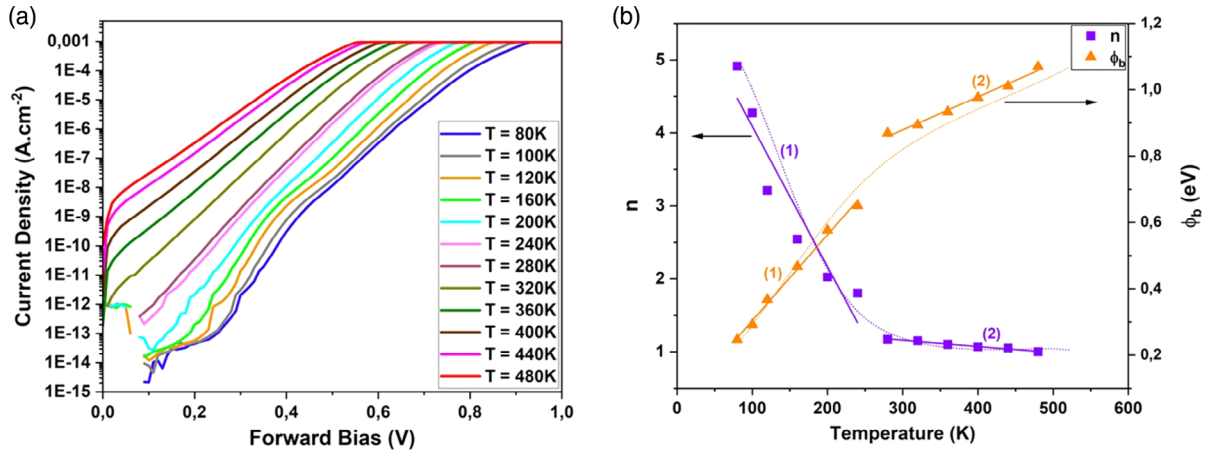 (a)
Current Density (A.cm-2)
0,001
1E-4
1E-5
1E-6
1E-7
1E-8
1E-9
1E-10
1E-11
1E-12
1E-13
1E-14
1E-15
T = 80K
T = 100K
T = 120K
T = 160K
T = 200K
T = 240K
T = 280K
T = 320K
T = 360K
T = 400K
T = 440K
T = 480K
0,0 0,2 0,4 0,6 0,8 1,0
Forward Bias (V)
(b)
n
5
4
3
2
1
n
ϕb
(1)
(2)
(1)
(2)
1,2
1,0
0,8
0,6
0,4
0,2
ϕb (eV)
0 100 200 300 400 500 600
Temperature (K)